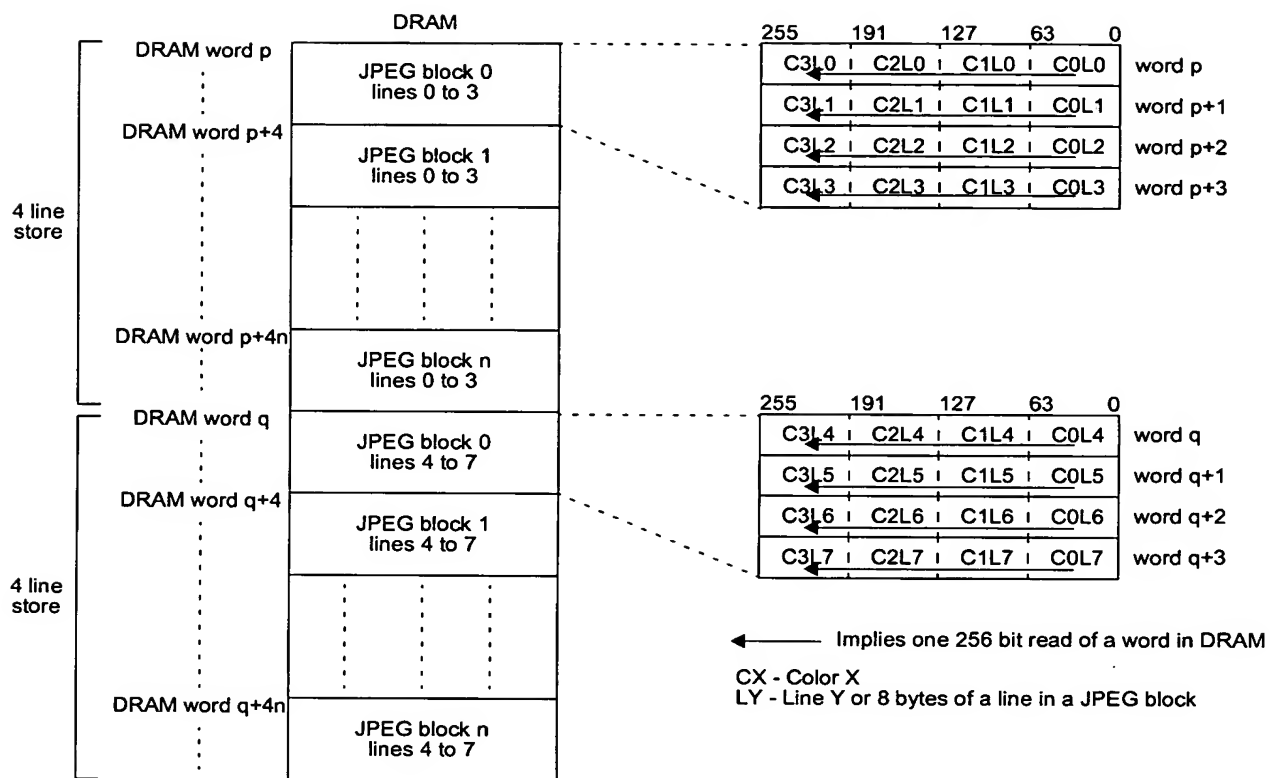 DRAM
DRAM word p
JPEG block 0
lines 0 to 3
DRAM word p+4
JPEG block 1
lines 0 to 3
4 line
store
DRAM word p+4n
JPEG block n
lines 0 to 3
DRAM word q
JPEG block 0
lines 4 to 7
DRAM word q+4
JPEG block 1
lines 4 to 7
4 line
store
DRAM word q+4n
JPEG block n
lines 4 to 7
255 191 127 63 0
C3L0 C2L0 C1L0 C0L0 word p
C3L1 C2L1 C1L1 C0L1 word p+1
C3L2 C2L2 C1L2 C0L2 word p+2
C3L3 C2L3 C1L3 C0L3 word p+3
255 191 127 63 0
C3L4 C2L4 C1L4 C0L4 word q
C3L5 C2L5 C1L5 C0L5 word q+1
C3L6 C2L6 C1L6 C0L6 word q+2
C3L7 C2L7 C1L7 C0L7 word q+3
Implies one 256 bit read of a word in DRAM
CX - Color X
LY - Line Y or 8 bytes of a line in a JPEG block